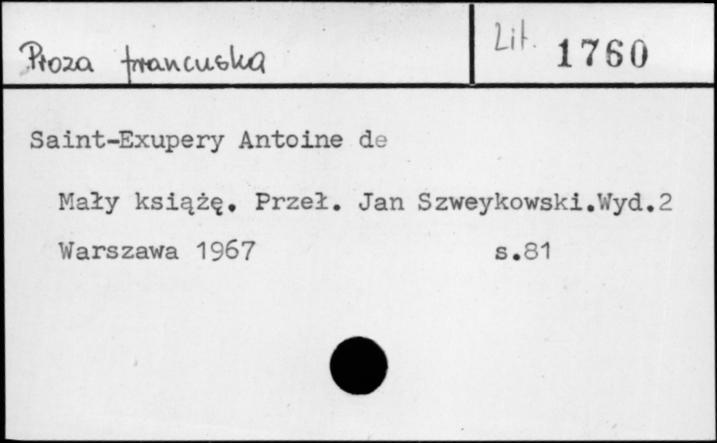 Proza francuska
Lit. 1760
Saint-Exupery Antoine de
Mały książę. Przeł. Jan Szweykowski.Wyd.2
Warszawa 1967 s.81